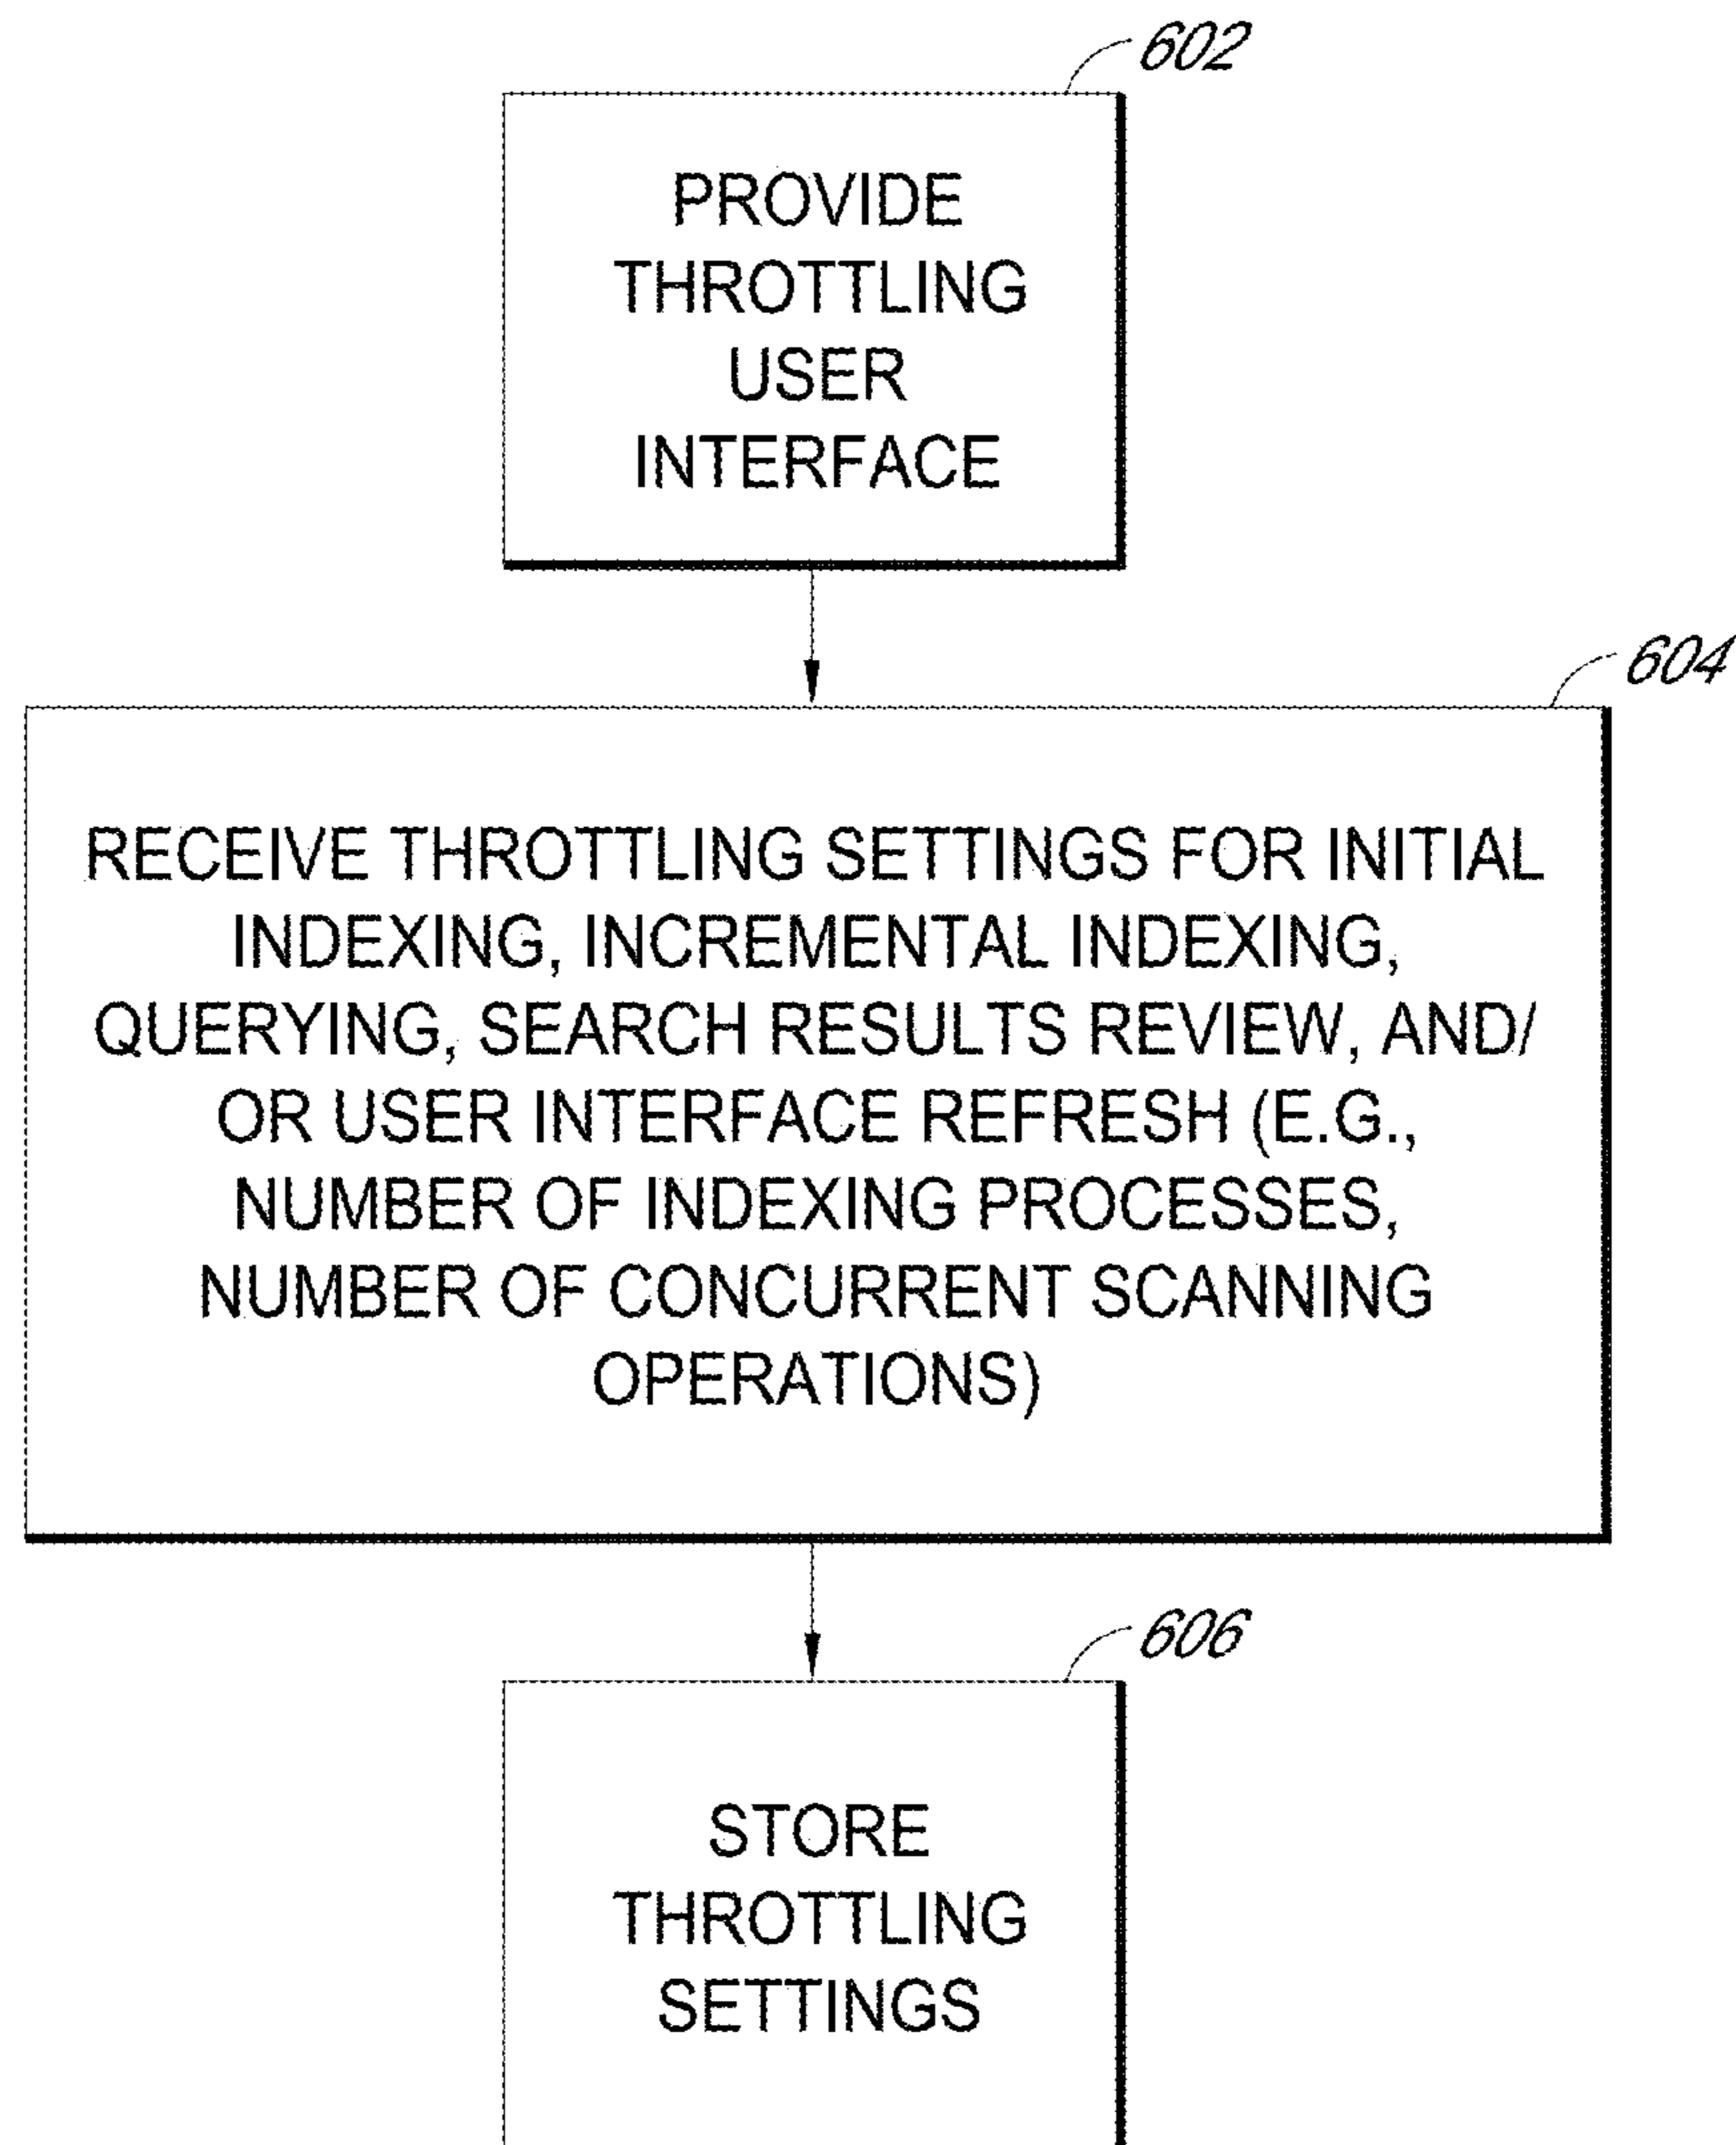 602
PROVIDE
THROTTLING
USER
INTERFACE
604
RECEIVE THROTTLING SETTINGS FOR INITIAL
INDEXING, INCREMENTAL INDEXING,
QUERYING, SEARCH RESULTS REVIEW, AND/
OR USER INTERFACE REFRESH (E.G.,
NUMBER OF INDEXING PROCESSES,
NUMBER OF CONCURRENT SCANNING
OPERATIONS)
606
STORE
THROTTLING
SETTINGS